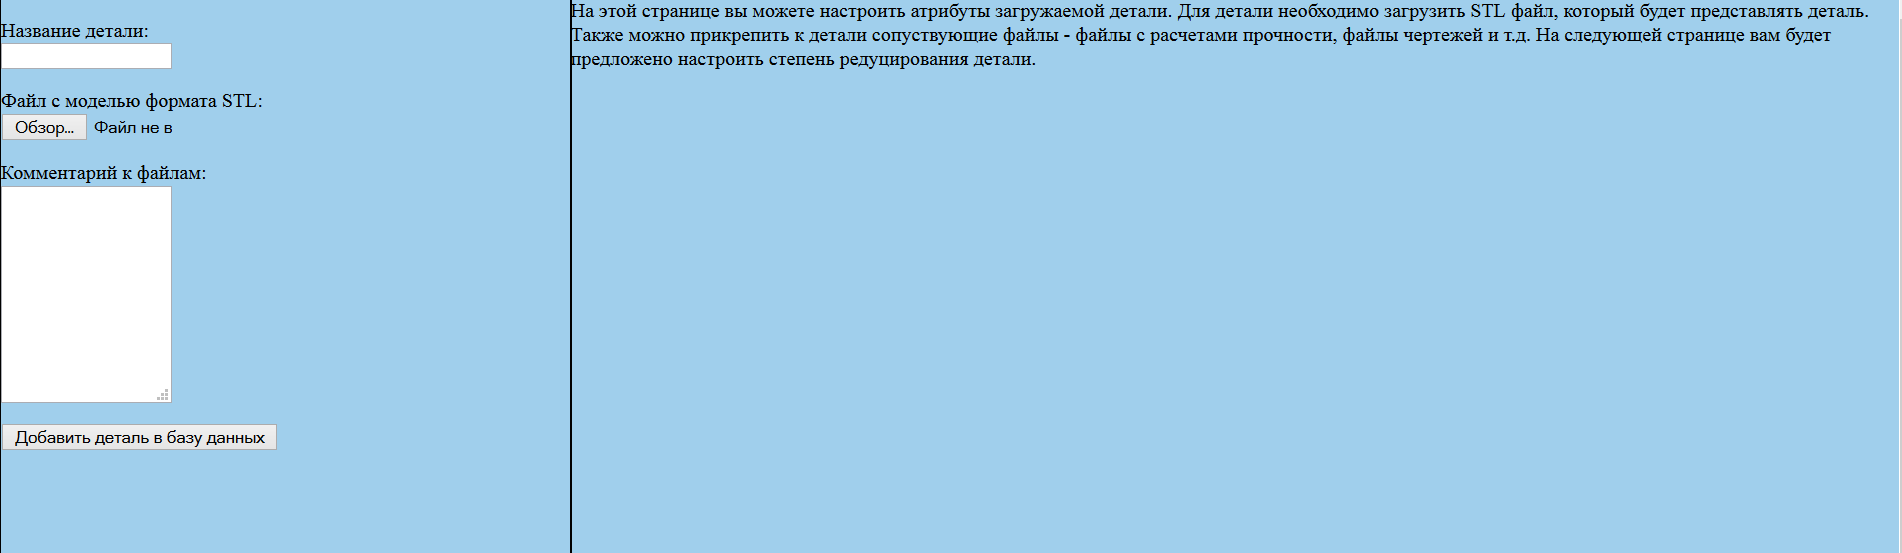 Название детали:
Файл с моделью формата STL:
Обзор... Файл не в
Комментарий к файлам:
Добавить деталь в базу данных
На этой странице вы можете настроить атрибуты загружаемой детали. Для детали необходимо загрузить STL файл, который будет представлять деталь.
Также можно прикрепить к детали сопуствующие файлы - файлы с расчетами прочности, файлы чертежей и т.д. На следующей странице вам будет
предложено настроить степень редуцирования детали.